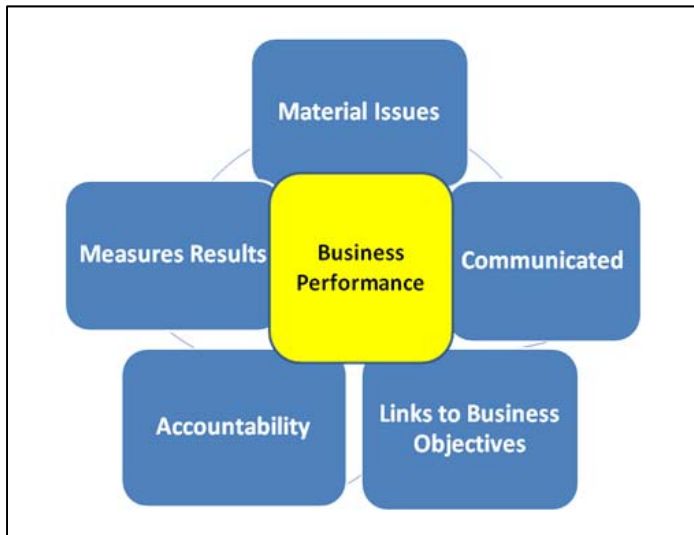 Material Issues
Measures Results
Business
Performance
Communicated
Accountability
Links to Business
Objectives